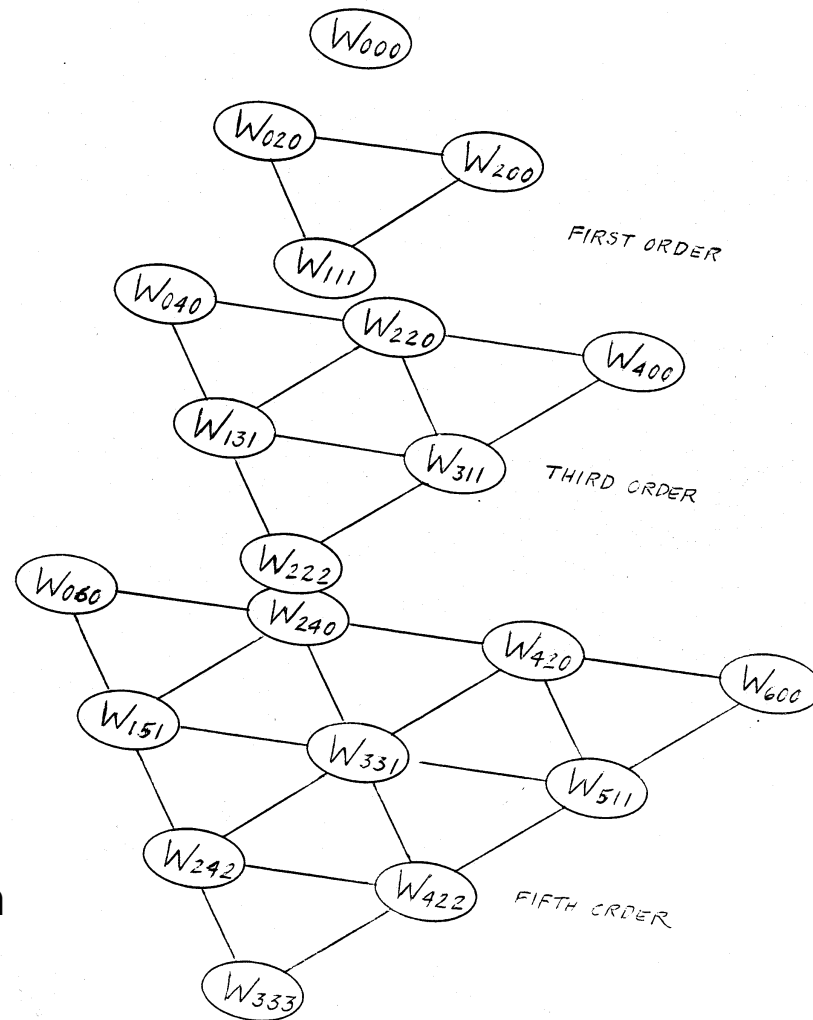 W000
W020
W200
FIRST ORDER
W111
W040
W220
W400
W131
W311
THIRD ORDER
W222
W060
W240
W420
W600
W151
W331
W511
W242
W422
FIFTH ORDER
W333